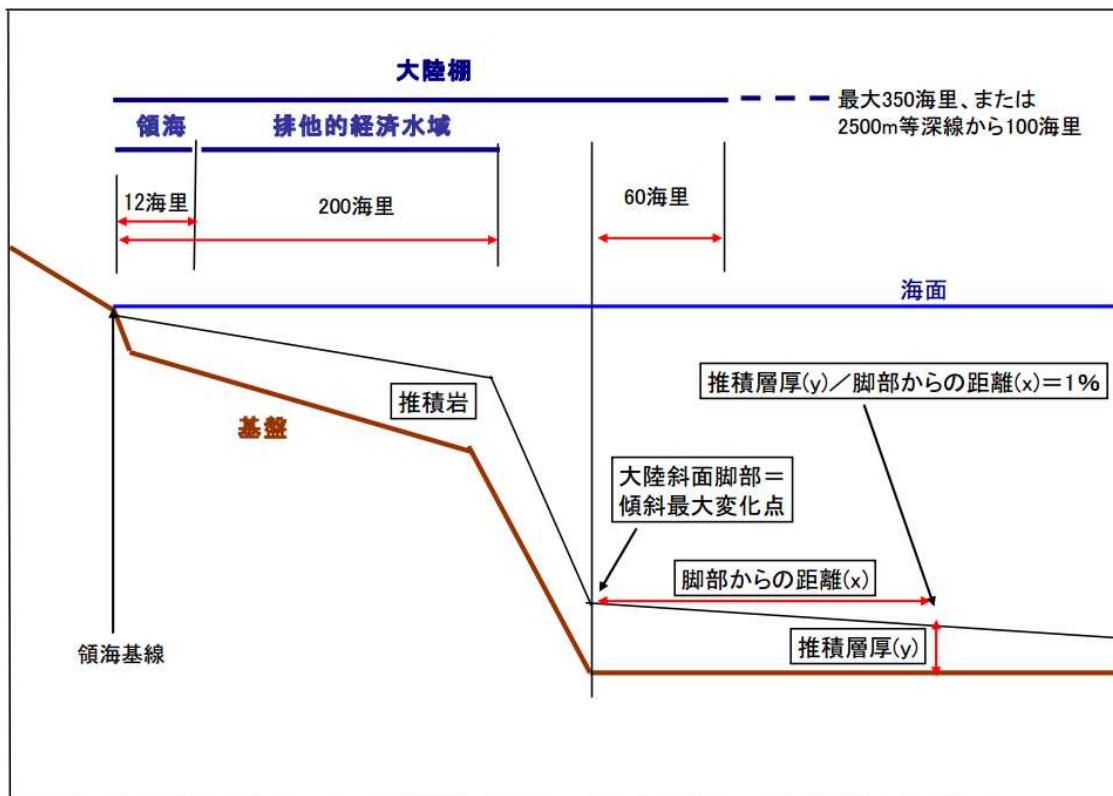 大陸棚
最大350海里、または
2500m等深線から100海里
領海
排他的経済水域
12海里
200海里
60海里
海面
推積層厚(y)／脚部からの距離(x)＝1%
推積岩
基盤
大陸斜面脚部＝
傾斜最大変化点
脚部からの距離(x)
推積層厚(y)
領海基線